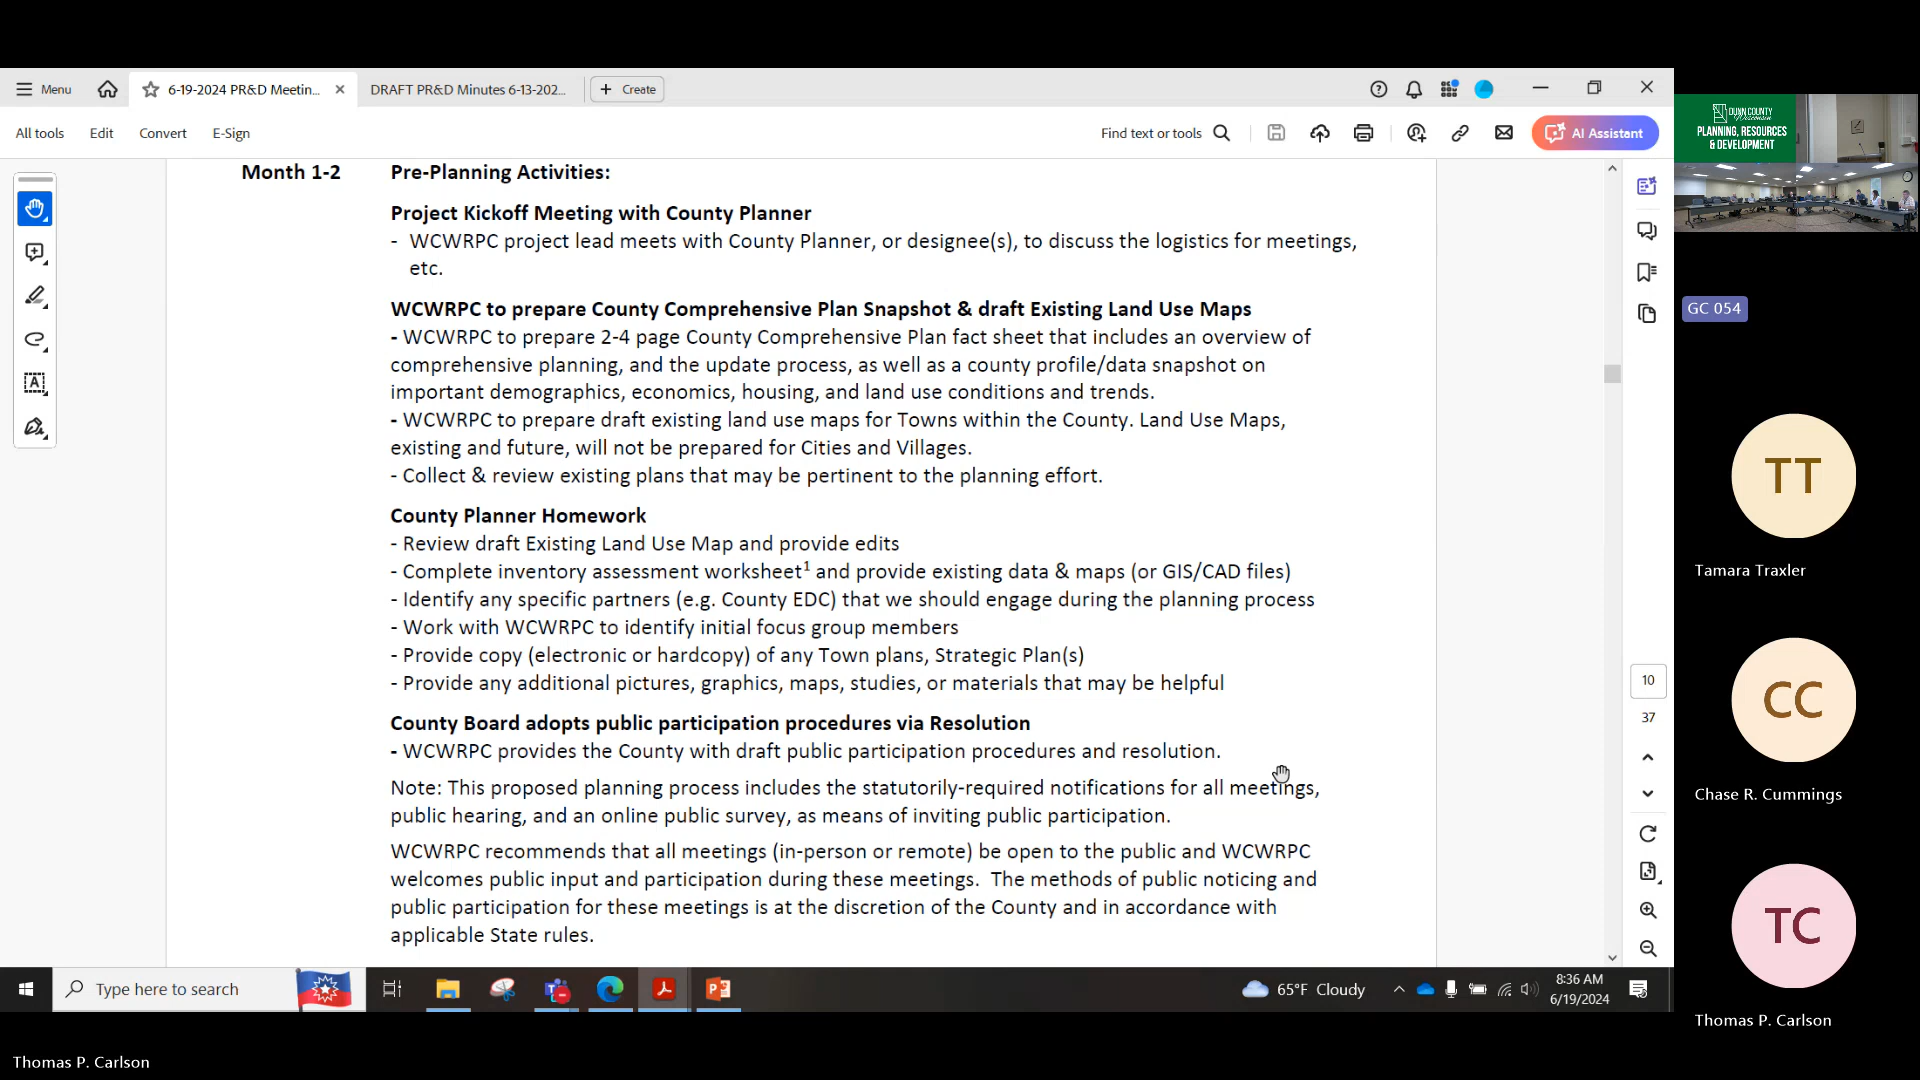 Menu
6-19-2024 PR&D Meetin...
DRAFT PR&D Minutes 6-13-202...
Create
All tools
Edit
Convert
E-Sign
Find text or tools
AI Assistant
Month 1-2
Pre-Planning Activities:
Project Kickoff Meeting with County Planner
- WCWRPC project lead meets with County Planner, or designee(s), to discuss the logistics for meetings,
etc.
WCWRPC to prepare County Comprehensive Plan Snapshot & draft Existing Land Use Maps
- WCWRPC to prepare 2-4 page County Comprehensive Plan fact sheet that includes an overview of
comprehensive planning, and the update process, as well as a county profile/data snapshot on
important demographics, economics, housing, and land use conditions and trends.
- WCWRPC to prepare draft existing land use maps for Towns within the County. Land Use Maps,
existing and future, will not be prepared for Cities and Villages.
- Collect & review existing plans that may be pertinent to the planning effort.
County Planner Homework
- Review draft Existing Land Use Map and provide edits
- Complete inventory assessment worksheet¹ and provide existing data & maps (or GIS/CAD files)
- Identify any specific partners (e.g. County EDC) that we should engage during the planning process
- Work with WCWRPC to identify initial focus group members
- Provide copy (electronic or hardcopy) of any Town plans, Strategic Plan(s)
- Provide any additional pictures, graphics, maps, studies, or materials that may be helpful
County Board adopts public participation procedures via Resolution
- WCWRPC provides the County with draft public participation procedures and resolution.
Note: This proposed planning process includes the statutorily-required notifications for all meetings,
public hearing, and an online public survey, as means of inviting public participation.
WCWRPC recommends that all meetings (in-person or remote) be open to the public and WCWRPC
welcomes public input and participation during these meetings.  The methods of public noticing and
public participation for these meetings is at the discretion of the County and in accordance with
applicable State rules.
10
37
Type here to search
65°F Cloudy
8:36 AM
6/19/2024
DUNN COUNTY
Wisconsin
PLANNING, RESOURCES
& DEVELOPMENT
GC 054
TT
Tamara Traxler
CC
Chase R. Cummings
TC
Thomas P. Carlson
Thomas P. Carlson